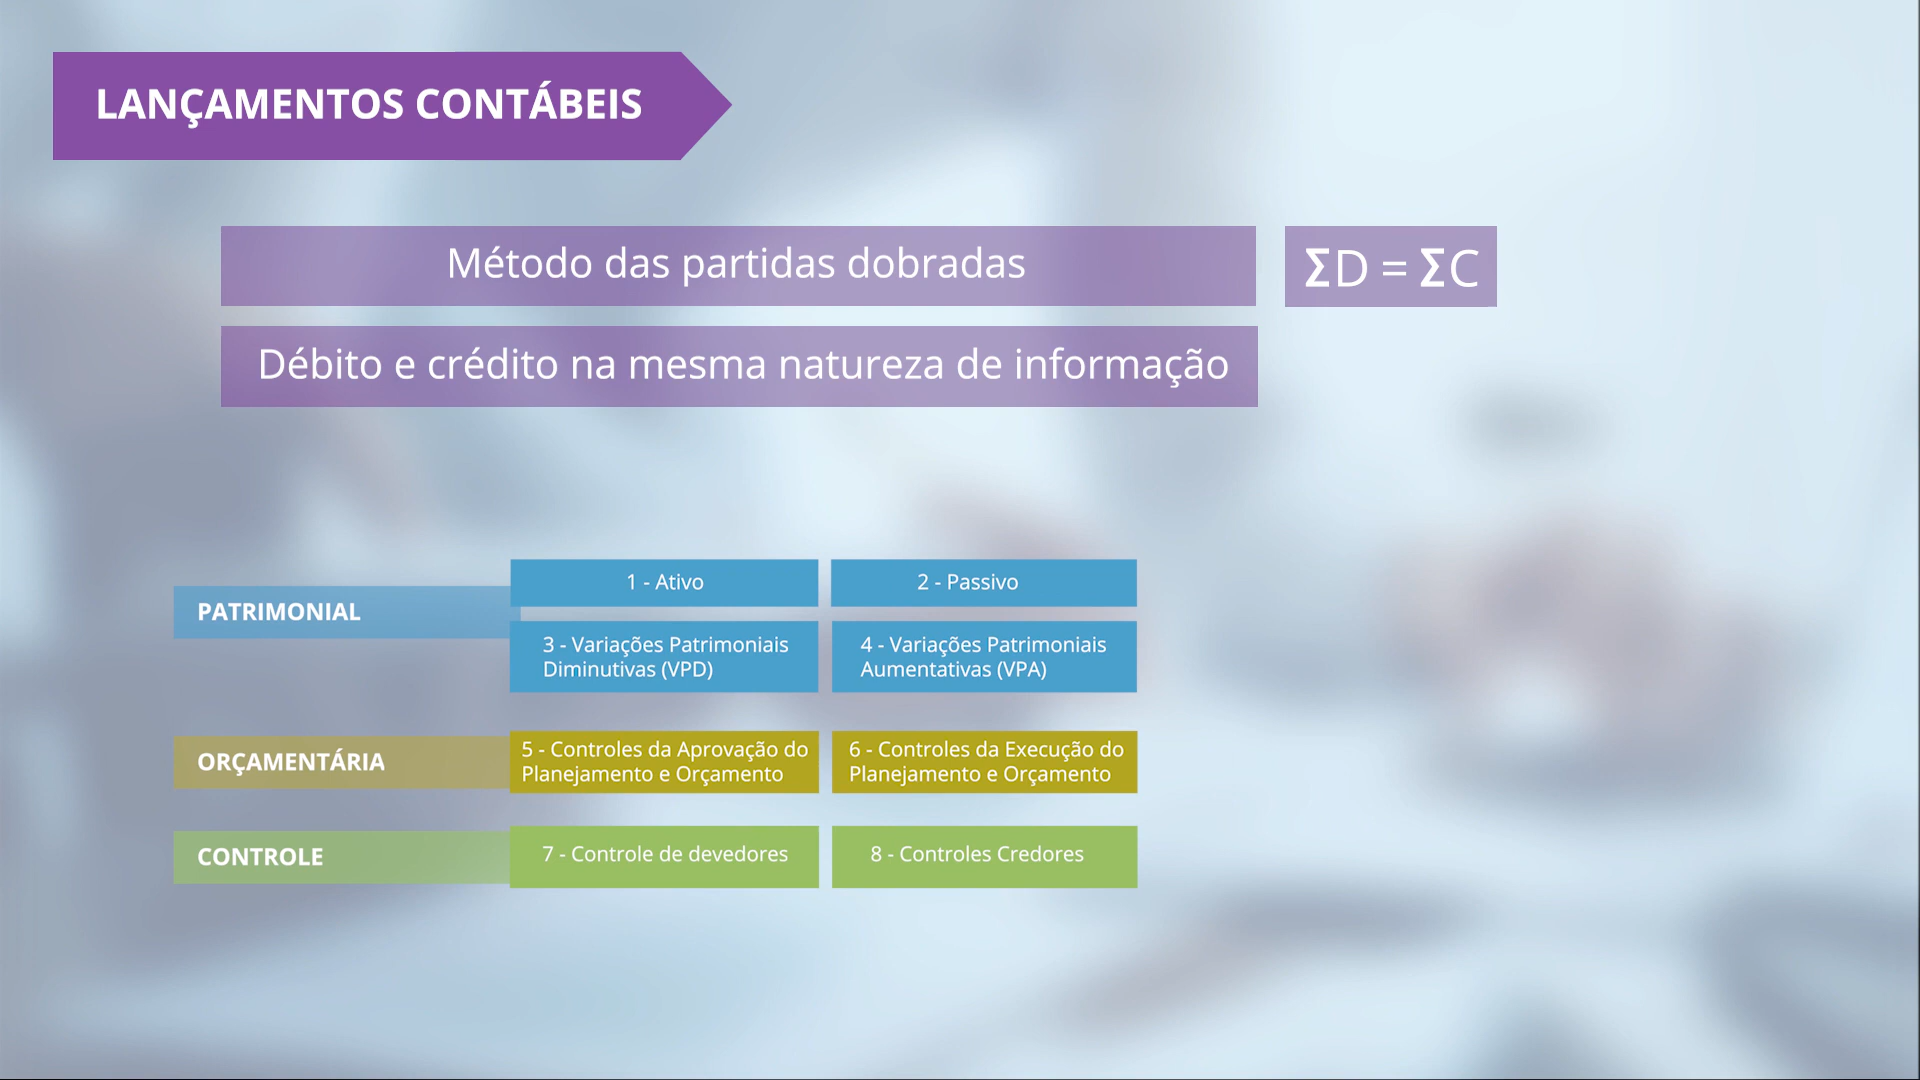 LANÇAMENTOS CONTÁBEIS
Método das partidas dobradas
ΣD = ΣC
Débito e crédito na mesma natureza de informação
PATRIMONIAL
1 - Ativo
2 - Passivo
3 - Variações Patrimoniais
Diminutivas (VPD)
4 - Variações Patrimoniais
Aumentativas (VPA)
ORÇAMENTÁRIA
5 - Controles da Aprovação do
Planejamento e Orçamento
6 - Controles da Execução do
Planejamento e Orçamento
CONTROLE
7 - Controle de devedores
8 - Controles Credores